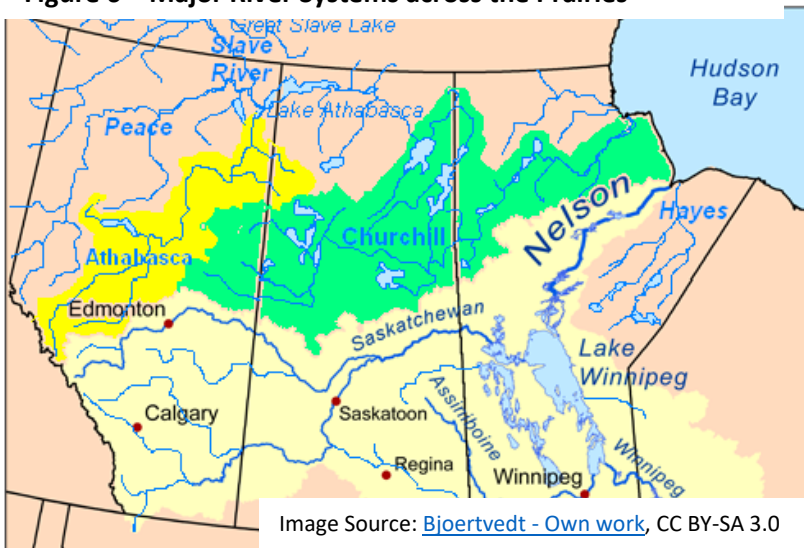 Figure 6 – Major River Systems across the Prairies
Great Slave Lake
Slave
River
Hudson
Bay
Lake Athabasca
Peace
Nelson
Hayes
Churchill
Athabasca
Edmonton
Saskatchewan
Lake
Winnipeg
Assiniboine
Calgary
Saskatoon
Regina
Winnipeg
Winnipeg
Image Source: Bjoertvedt - Own work, CC BY-SA 3.0